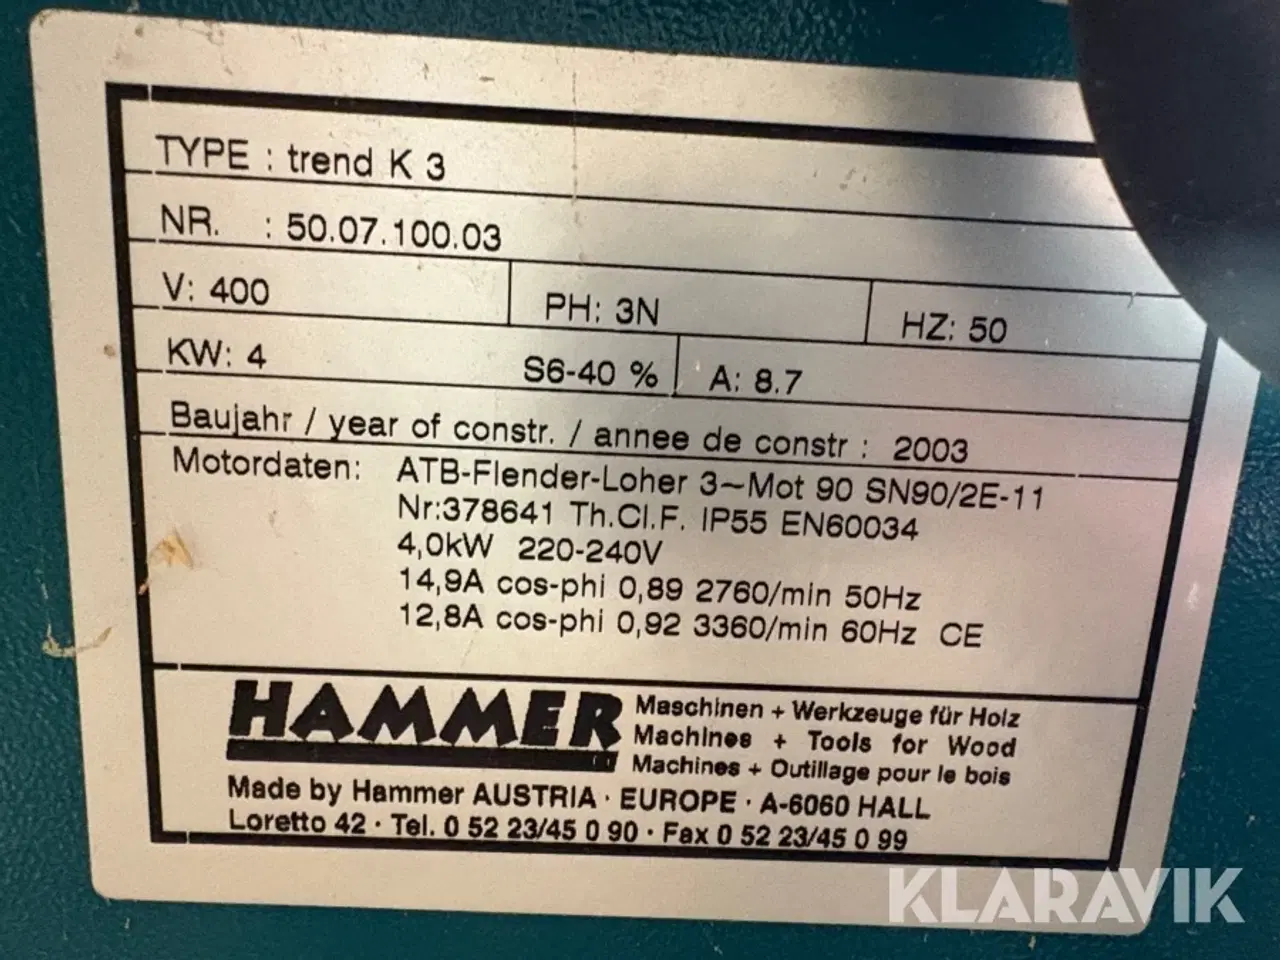 TYPE : trend K 3
NR. : 50.07.100.03
V: 400 PH: 3N HZ: 50
KW: 4 S6-40 % A: 8.7
Baujahr / year of constr. / annee de constr : 2003
Motordaten: ATB-Flender-Loher 3~Mot 90 SN90/2E-11
Nr:378641 Th.Cl.F. IP55 EN60034
4,0kW 220-240V
14,9A cos-phi 0,89 2760/min 50Hz
12,8A cos-phi 0,92 3360/min 60Hz CE
HAMMER
Maschinen + Werkzeuge für Holz
Machines + Tools for Wood
Machines + Outillage pour le bois
Made by Hammer AUSTRIA · EUROPE · A-6060 HALL
Loretto 42 · Tel. 0 52 23/45 0 90 · Fax 0 52 23/45 0 99
KLARAVIK